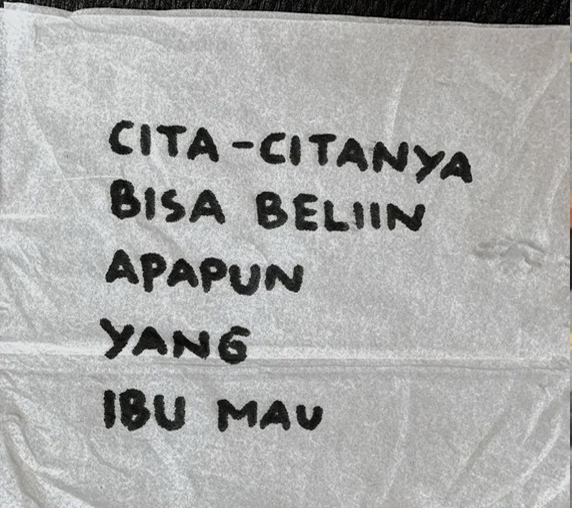 CITA-CITANYA
BISA BELIIN
APAPUN
YANG
IBU MAU